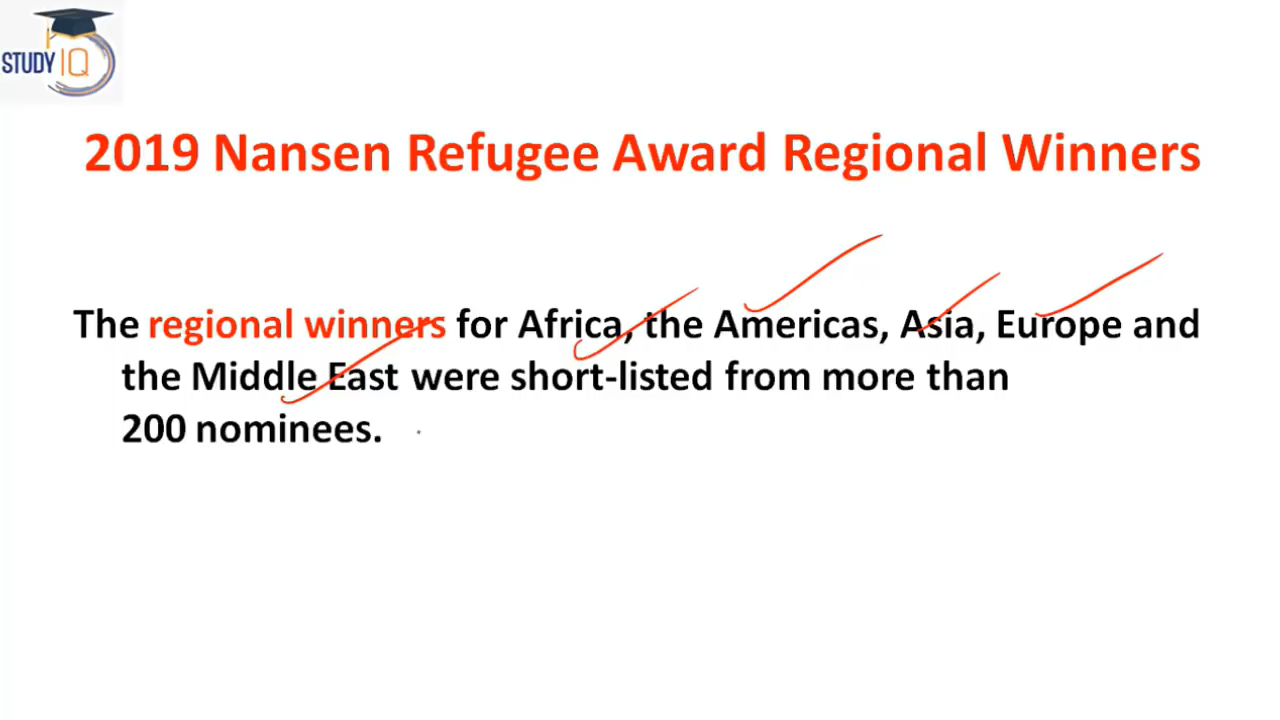 STUDY IQ
2019 Nansen Refugee Award Regional Winners
The regional winners for Africa, the Americas, Asia, Europe and
the Middle East were short-listed from more than
200 nominees.